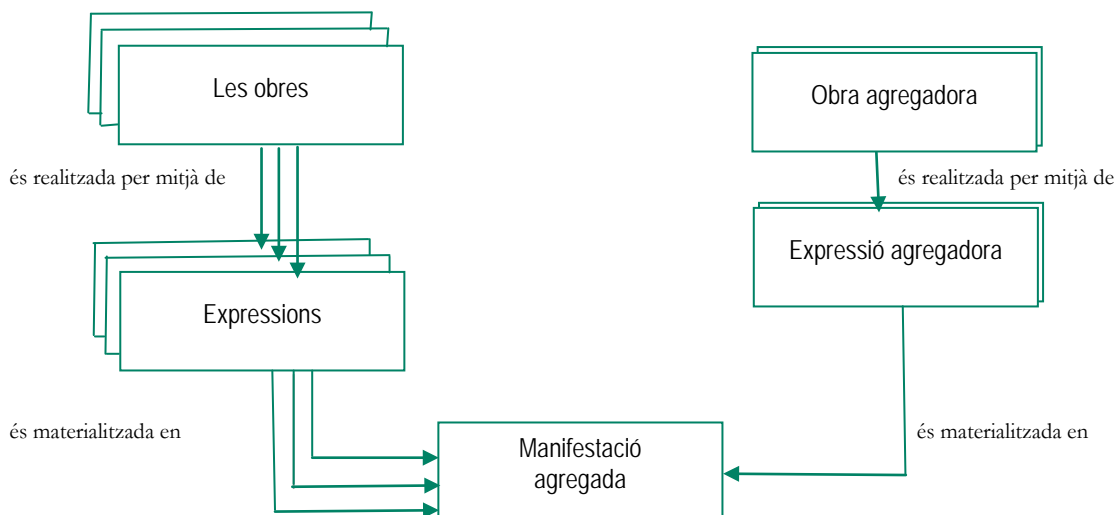 Les obres
Obra agregadora
és realitzada per mitjà de
és realitzada per mitjà de
Expressió agregadora
Expressions
és materialitzada en
és materialitzada en
Manifestació
agregada